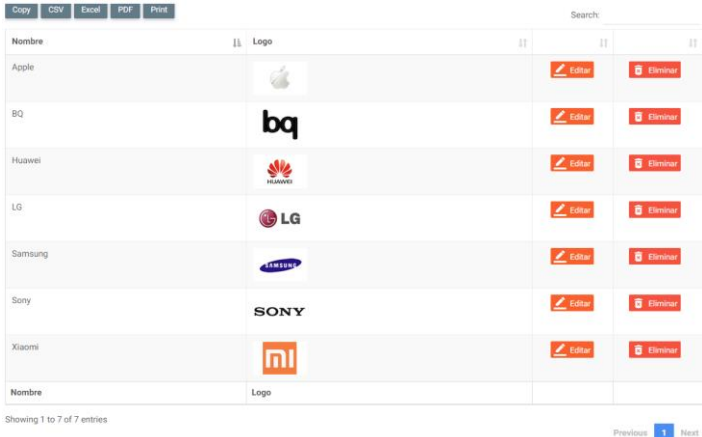 Copy CSV Excel PDF Print
Search:
Nombre Logo
Apple Editar Eliminar
BQ bq Editar Eliminar
Huawei HUAWEI Editar Eliminar
LG LG Editar Eliminar
Samsung SAMSUNG Editar Eliminar
Sony SONY Editar Eliminar
Xiaomi mi Editar Eliminar
Nombre Logo
Showing 1 to 7 of 7 entries
Previous 1 Next